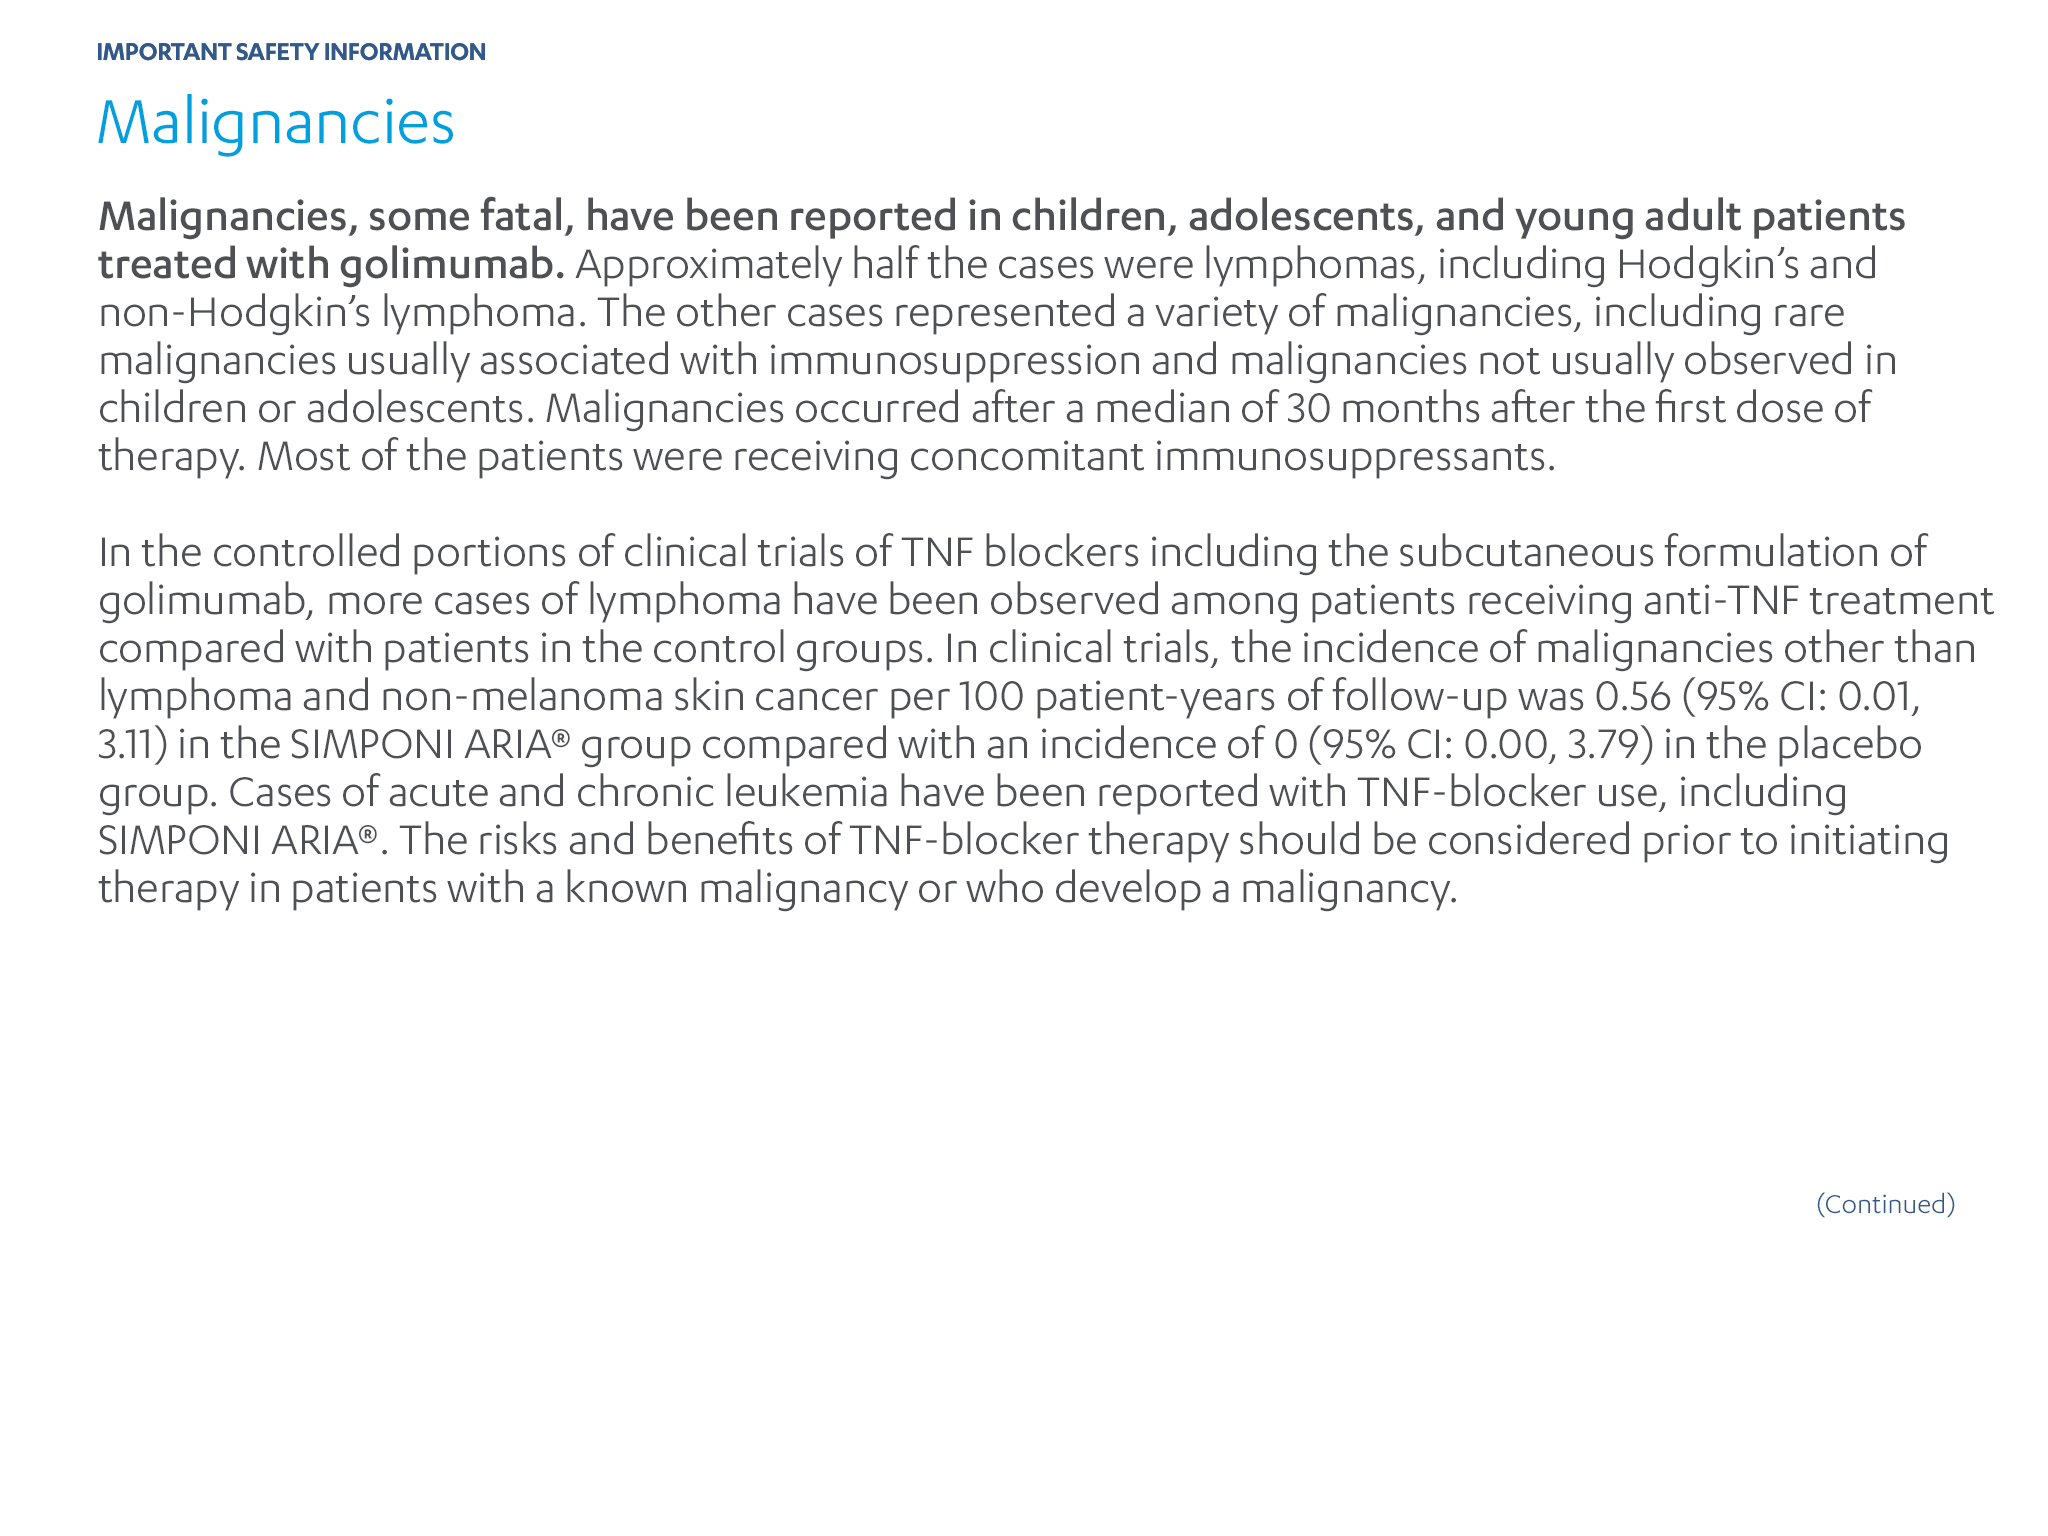 IMPORTANT SAFETY INFORMATION
Malignancies
Malignancies, some fatal, have been reported in children, adolescents, and young adult patients
treated with golimumab. Approximately half the cases were lymphomas, including Hodgkin’s and
non-Hodgkin’s lymphoma. The other cases represented a variety of malignancies, including rare
malignancies usually associated with immunosuppression and malignancies not usually observed in
children or adolescents. Malignancies occurred after a median of 30 months after the first dose of
therapy. Most of the patients were receiving concomitant immunosuppressants.
In the controlled portions of clinical trials of TNF blockers including the subcutaneous formulation of
golimumab, more cases of lymphoma have been observed among patients receiving anti-TNF treatment
compared with patients in the control groups. In clinical trials, the incidence of malignancies other than
lymphoma and non-melanoma skin cancer per 100 patient-years of follow-up was 0.56 (95% CI: 0.01,
3.11) in the SIMPONI ARIA® group compared with an incidence of 0 (95% CI: 0.00, 3.79) in the placebo
group. Cases of acute and chronic leukemia have been reported with TNF-blocker use, including
SIMPONI ARIA®. The risks and benefits of TNF-blocker therapy should be considered prior to initiating
therapy in patients with a known malignancy or who develop a malignancy.
(Continued)